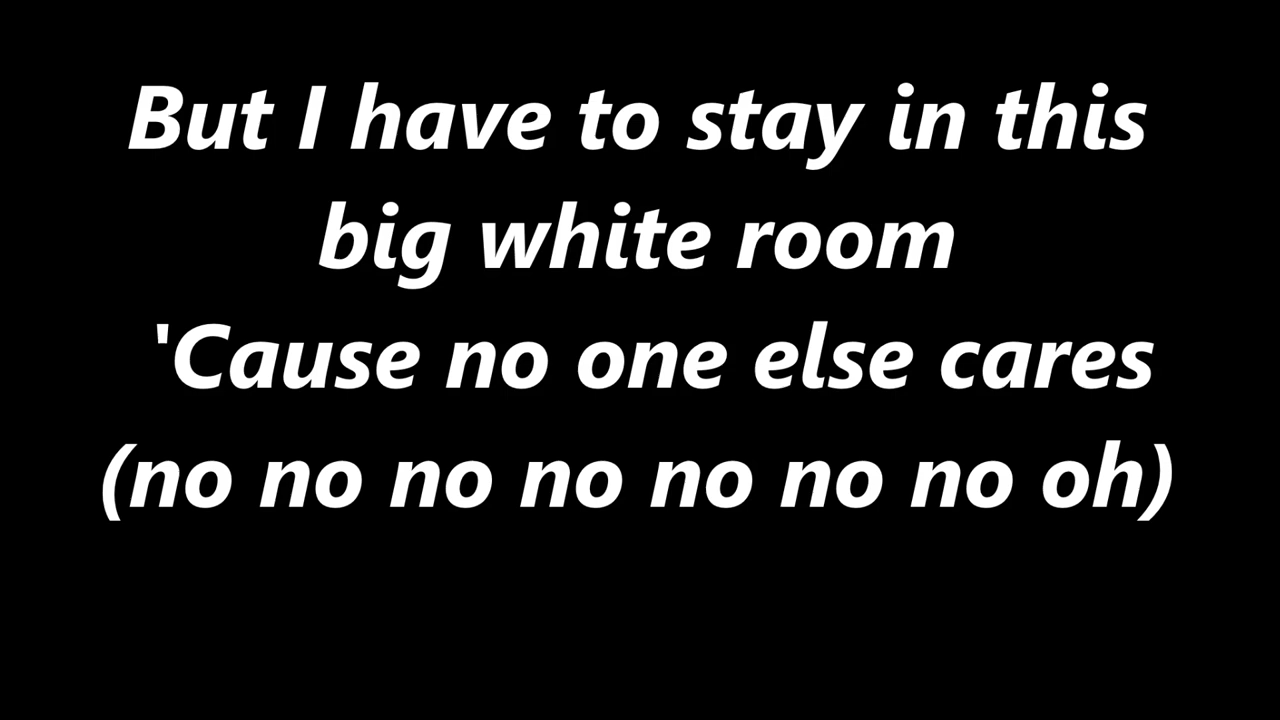 But I have to stay in this
big white room
'Cause no one else cares
(no no no no no no no oh)